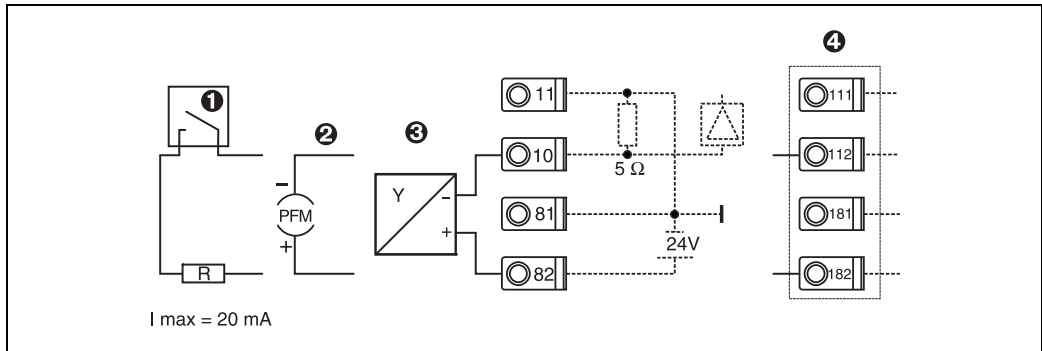 ❹
❶
11
111
❷
❸
10
112
5 Ω
-
Y
-
81
181
PFM
+
+
24V
R
82
182
I max = 20 mA